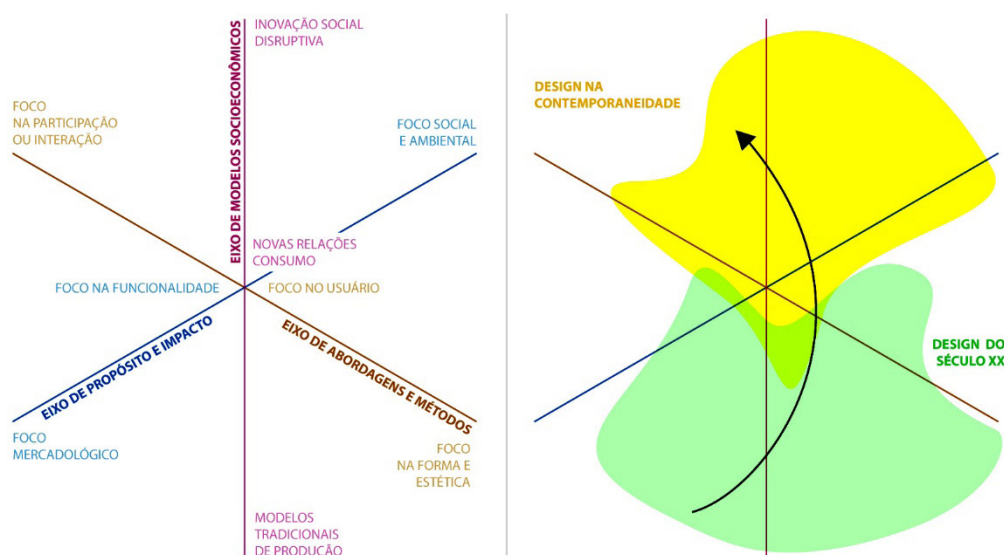 INOVAÇÃO SOCIAL
DISRUPTIVA
EIXO DE MODELOS SOCIOECONÔMICOS
FOCO
NA PARTICIPAÇÃO
OU INTERAÇÃO
FOCO SOCIAL
E AMBIENTAL
NOVAS RELAÇÕES
CONSUMO
FOCO NA FUNCIONALIDADE
FOCO NO USUÁRIO
EIXO DE PROPÓSITO E IMPACTO
EIXO DE ABORDAGENS E MÉTODOS
FOCO
MERCADOLÓGICO
FOCO
NA FORMA E
ESTÉTICA
MODELOS
TRADICIONAIS
DE PRODUÇÃO
DESIGN NA
CONTEMPORANEIDADE
DESIGN DO
SÉCULO XX